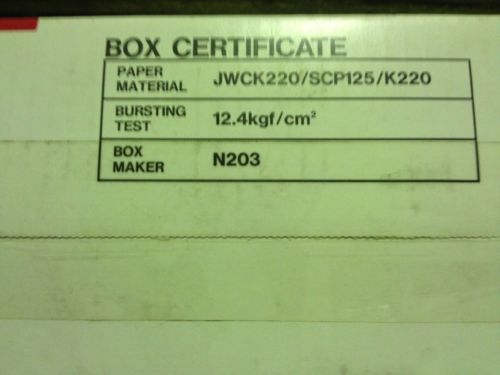 BOX CERTIFICATE
PAPER MATERIAL JWCK220/SCP125/K220
BURSTING TEST 12.4kgf/cm²
BOX MAKER N203